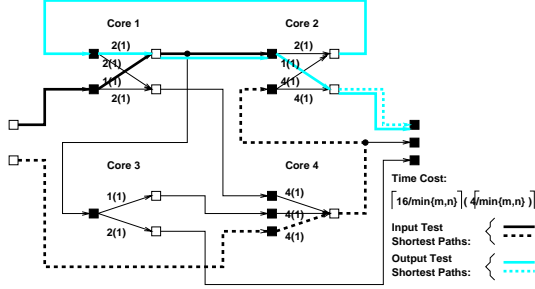 Core 1
Core 2
2(1)
2(1)
1(1)
2(1)
2(1)
1(1)
4(1)
4(1)
Core 3
Core 4
1(1)
2(1)
4(1)
4(1)
4(1)
Time Cost:
⌈16/min{m,n}⌉(⌈4/min{m,n}⌉)
Input Test
Shortest Paths:
Output Test
Shortest Paths: